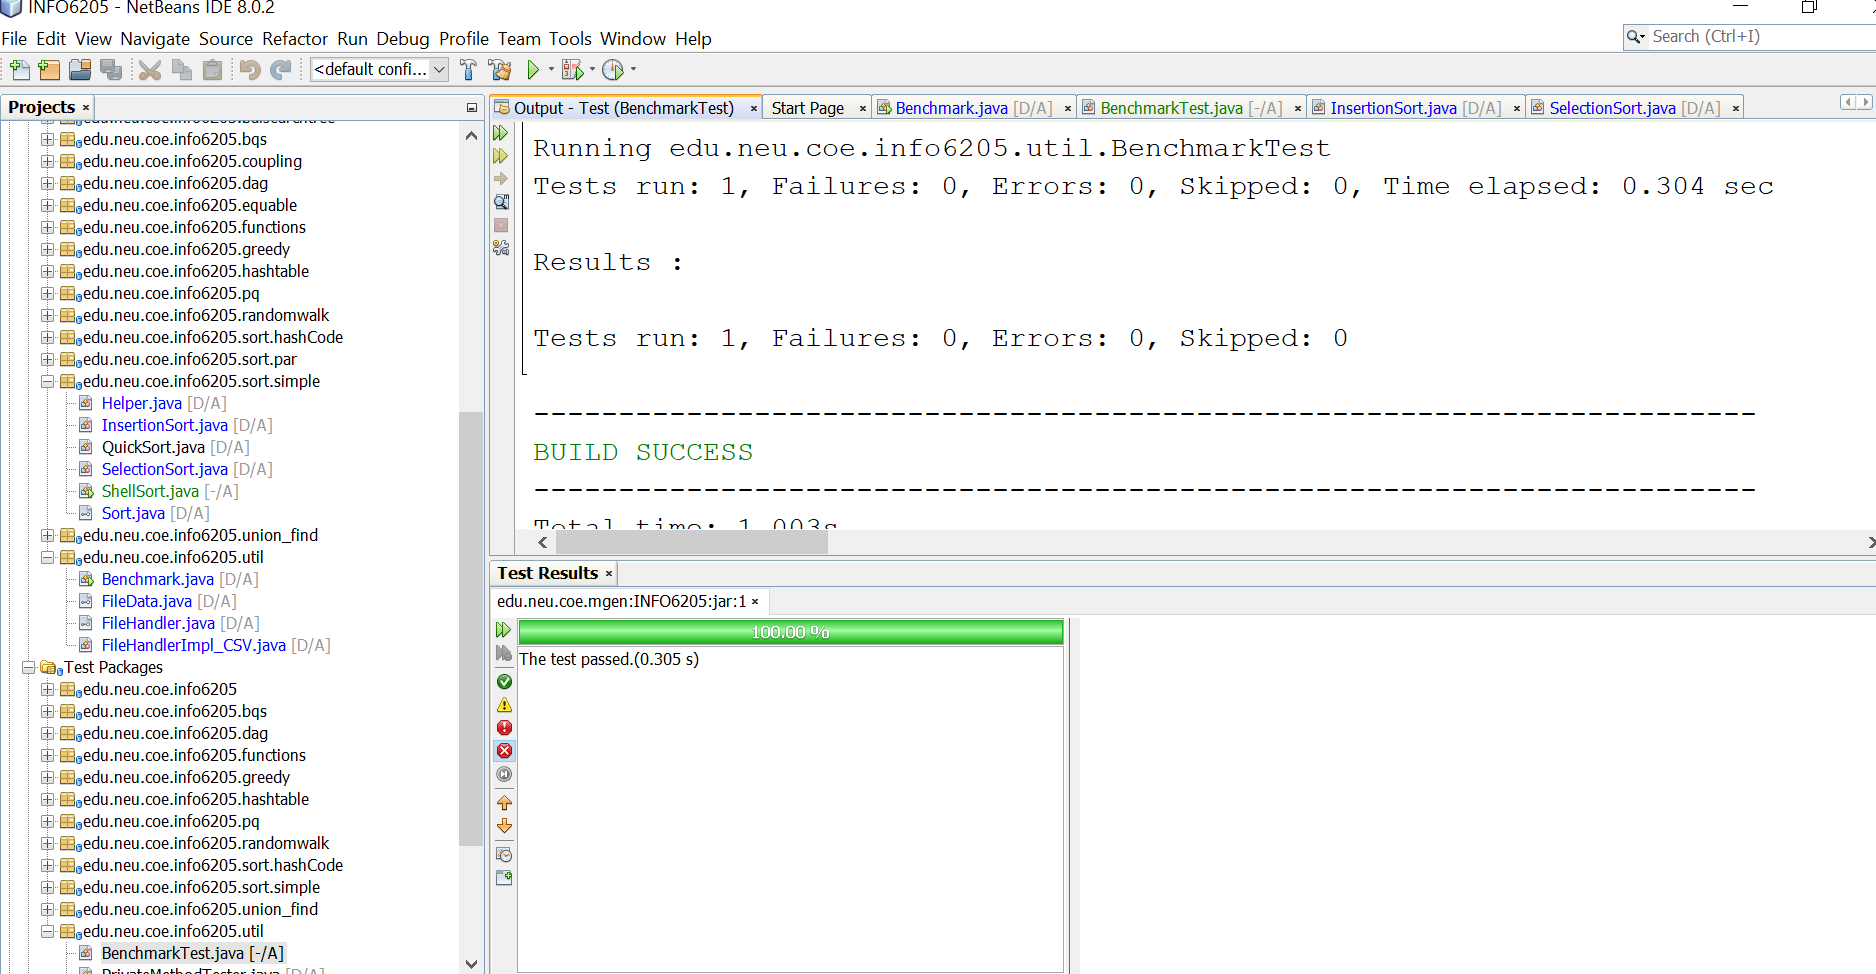 INFO6205 - NetBeans IDE 8.0.2
File Edit View Navigate Source Refactor Run Debug Profile Team Tools Window Help
Search (Ctrl+I)
<default confi...
Projects
edu.neu.coe.info6205.bqs
edu.neu.coe.info6205.coupling
edu.neu.coe.info6205.dag
edu.neu.coe.info6205.equable
edu.neu.coe.info6205.functions
edu.neu.coe.info6205.greedy
edu.neu.coe.info6205.hashtable
edu.neu.coe.info6205.pq
edu.neu.coe.info6205.randomwalk
edu.neu.coe.info6205.sort.hashCode
edu.neu.coe.info6205.sort.par
edu.neu.coe.info6205.sort.simple
Helper.java [D/A]
InsertionSort.java [D/A]
QuickSort.java [D/A]
SelectionSort.java [D/A]
ShellSort.java [-/A]
Sort.java [D/A]
edu.neu.coe.info6205.union_find
edu.neu.coe.info6205.util
Benchmark.java [D/A]
FileData.java [D/A]
FileHandler.java [D/A]
FileHandlerImpl_CSV.java [D/A]
Test Packages
edu.neu.coe.info6205
edu.neu.coe.info6205.bqs
edu.neu.coe.info6205.dag
edu.neu.coe.info6205.functions
edu.neu.coe.info6205.greedy
edu.neu.coe.info6205.hashtable
edu.neu.coe.info6205.pq
edu.neu.coe.info6205.randomwalk
edu.neu.coe.info6205.sort.hashCode
edu.neu.coe.info6205.sort.simple
edu.neu.coe.info6205.union_find
edu.neu.coe.info6205.util
BenchmarkTest.java [-/A]
PrivateMethodTester.java [D/A]
Output - Test (BenchmarkTest) Start Page Benchmark.java [D/A] BenchmarkTest.java [-/A] InsertionSort.java [D/A] SelectionSort.java [D/A]
Running edu.neu.coe.info6205.util.BenchmarkTest
Tests run: 1, Failures: 0, Errors: 0, Skipped: 0, Time elapsed: 0.304 sec
Results :
Tests run: 1, Failures: 0, Errors: 0, Skipped: 0
------------------------------------------------------------------------
BUILD SUCCESS
------------------------------------------------------------------------
Total time: 1.003s
Test Results
edu.neu.coe.mgen:INFO6205:jar:1
100.00 %
The test passed.(0.305 s)